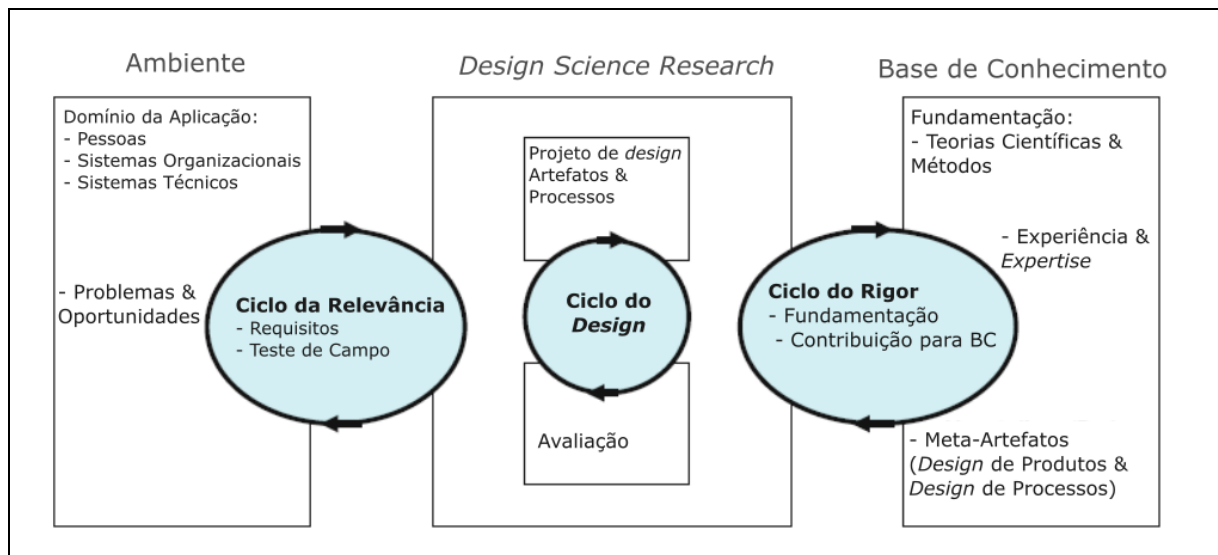 Ambiente
Domínio da Aplicação:
- Pessoas
- Sistemas Organizacionais
- Sistemas Técnicos
- Problemas &
Oportunidades
Ciclo da Relevância
- Requisitos
- Teste de Campo
Design Science Research
Projeto de design
Artefatos &
Processos
Ciclo do
Design
Avaliação
Base de Conhecimento
Fundamentação:
- Teorias Científicas &
Métodos
- Experiência &
Expertise
Ciclo do Rigor
- Fundamentação
- Contribuição para BC
- Meta-Artefatos
(Design de Produtos &
Design de Processos)